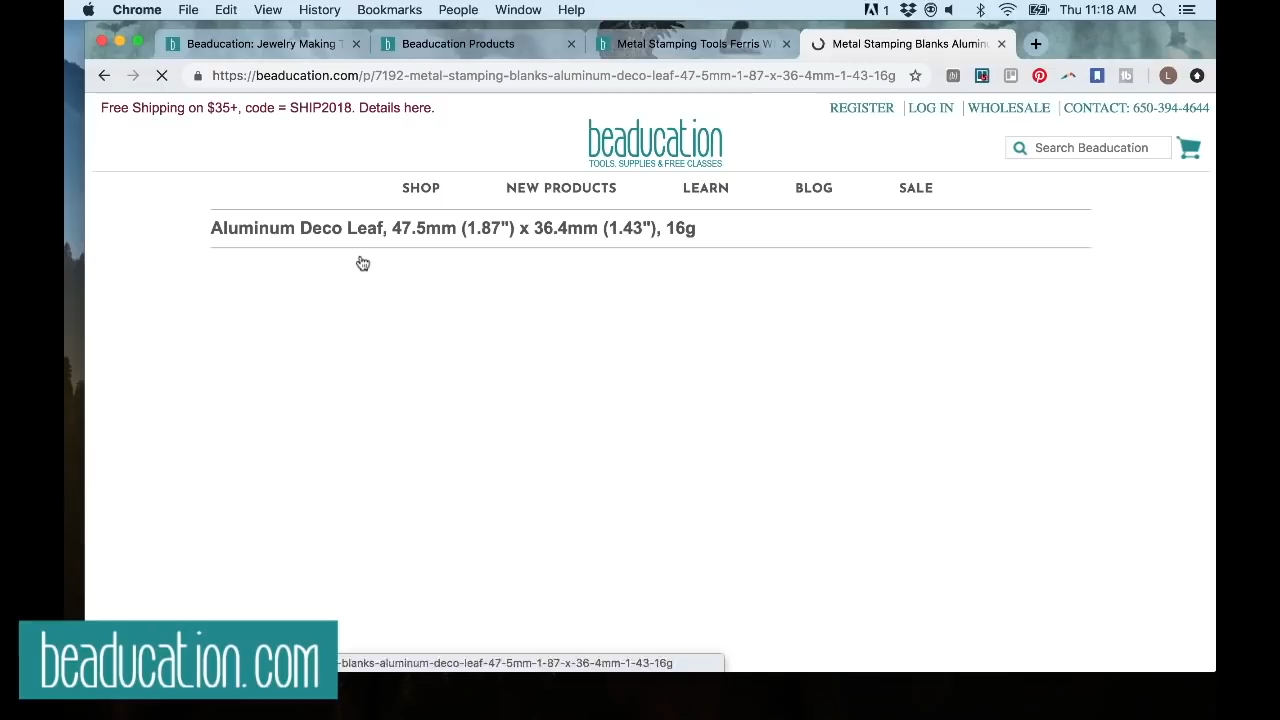 Chrome File Edit View History Bookmarks People Window Help 1 Thu 11:18 AM
Beaducation: Jewelry Making T
Beaducation Products
Metal Stamping Tools Ferris W
Metal Stamping Blanks Alumin
https://beaducation.com/p/7192-metal-stamping-blanks-aluminum-deco-leaf-47-5mm-1-87-x-36-4mm-1-43-16g
Free Shipping on $35+, code = SHIP2018. Details here.
REGISTER LOG IN WHOLESALE CONTACT: 650-394-4644
beaducation
TOOLS, SUPPLIES & FREE CLASSES
Search Beaducation
SHOP NEW PRODUCTS LEARN BLOG SALE
Aluminum Deco Leaf, 47.5mm (1.87") x 36.4mm (1.43"), 16g
beaducation.com
-blanks-aluminum-deco-leaf-47-5mm-1-87-x-36-4mm-1-43-16g